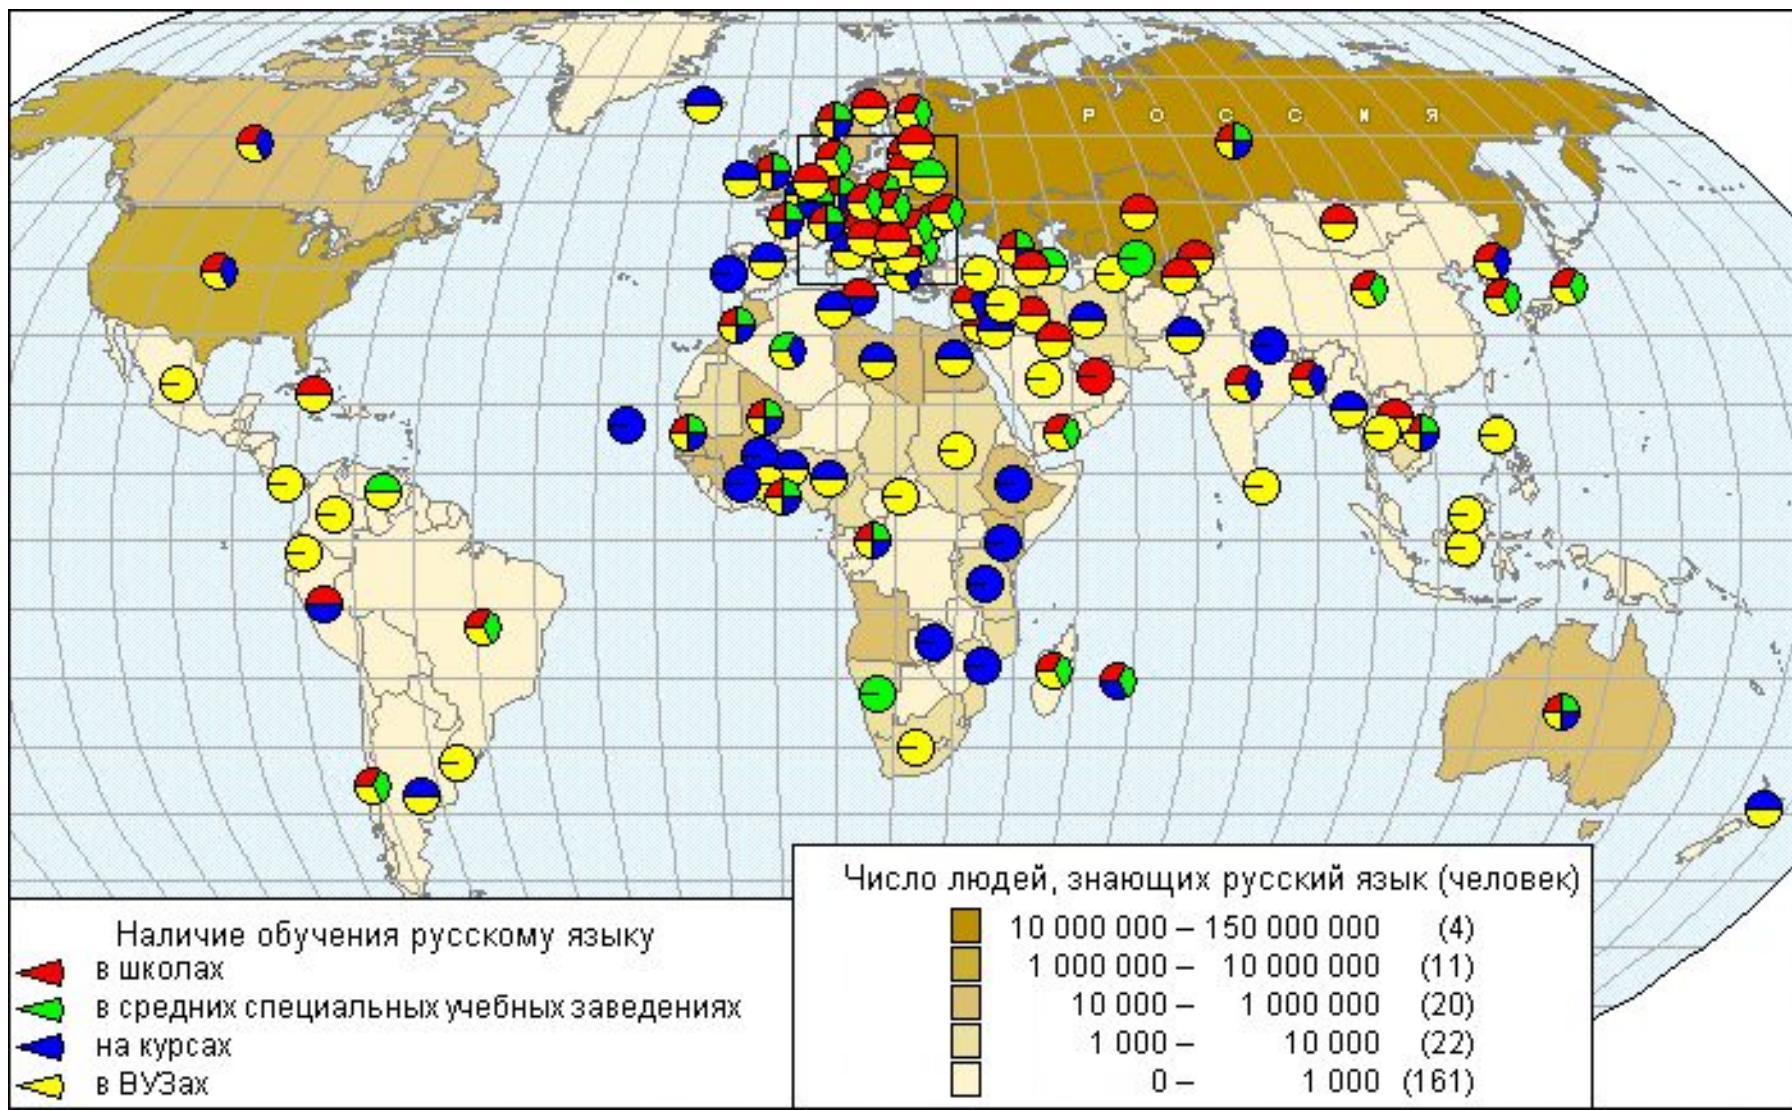 РОССИЯ
Наличие обучения русскому языку
в школах
в средних специальных учебных заведениях
на курсах
в ВУЗах
Число людей, знающих русский язык (человек)
10 000 000 – 150 000 000 (4)
1 000 000 – 10 000 000 (11)
10 000 – 1 000 000 (20)
1 000 – 10 000 (22)
0 – 1 000 (161)